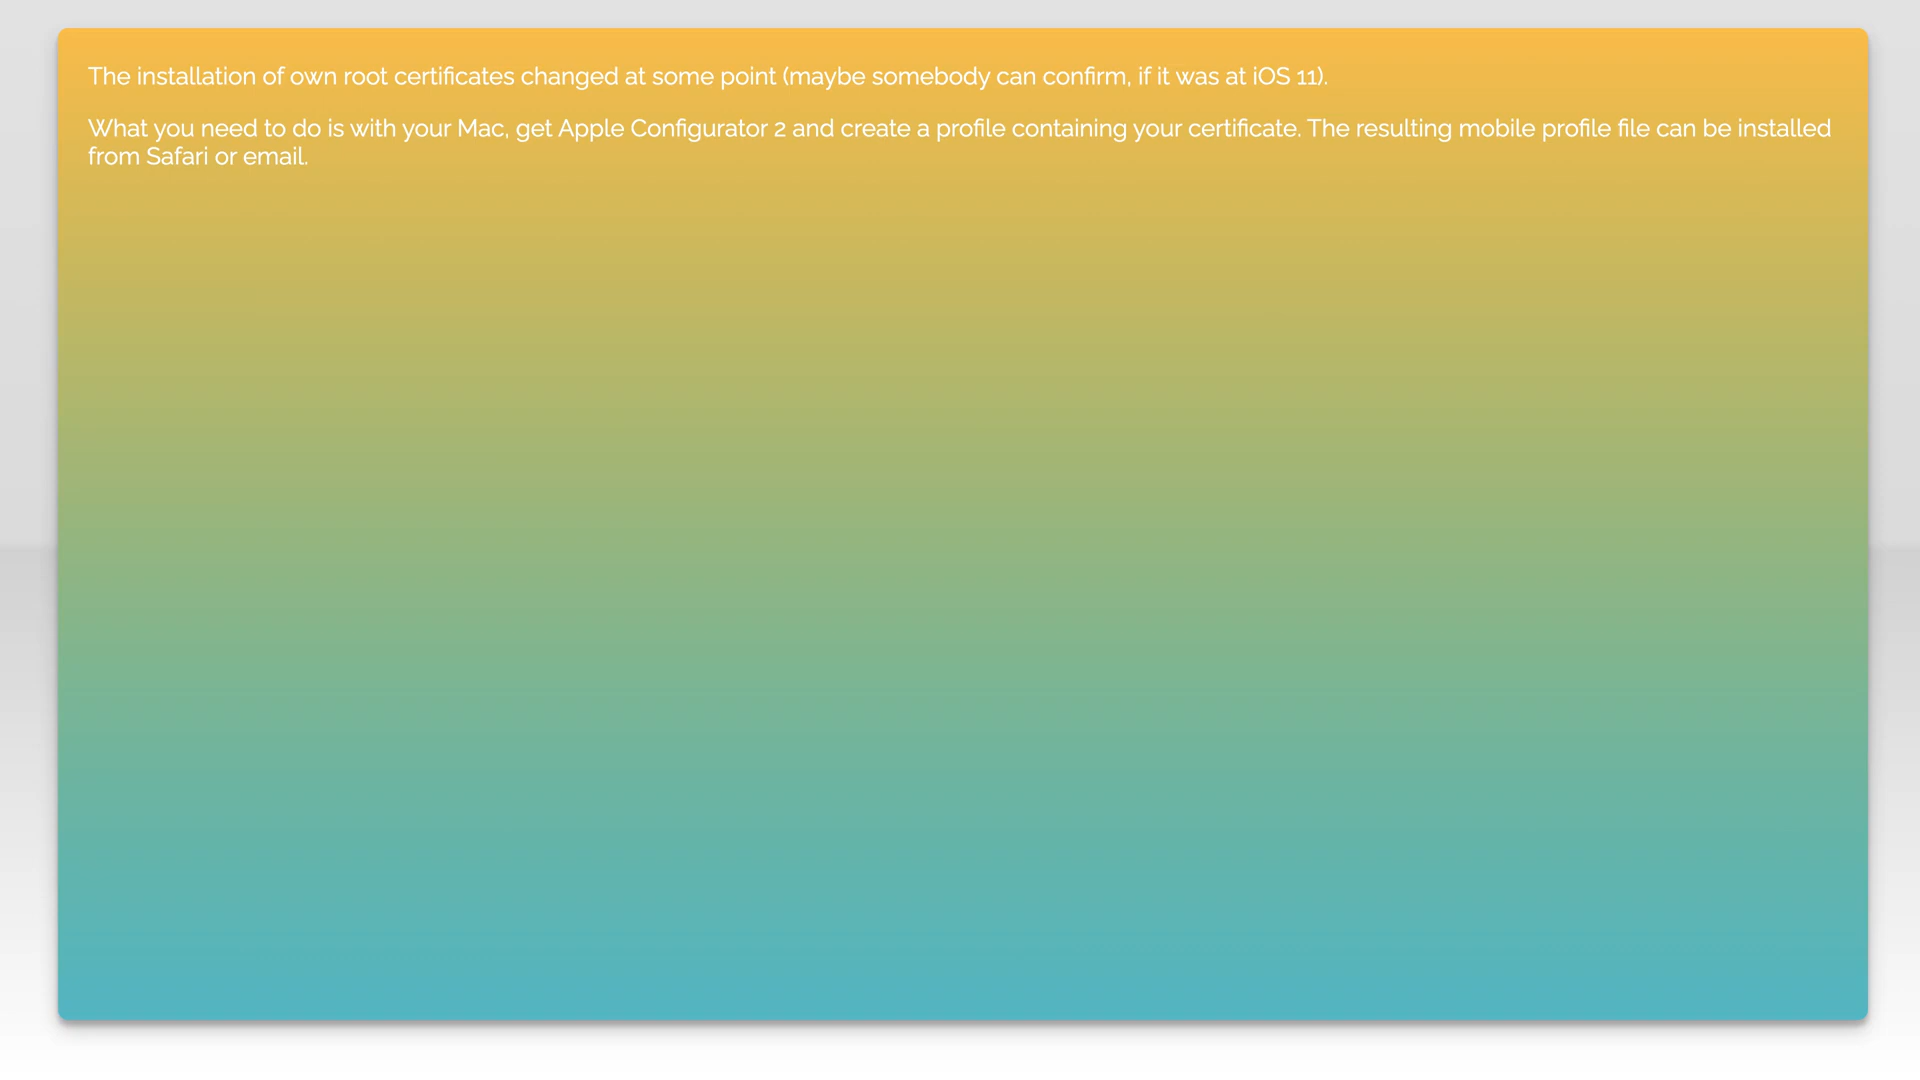 The installation of own root certificates changed at some point (maybe somebody can confirm, if it was at iOS 11).
What you need to do is with your Mac, get Apple Configurator 2 and create a profile containing your certificate. The resulting mobile profile file can be installed
from Safari or email.